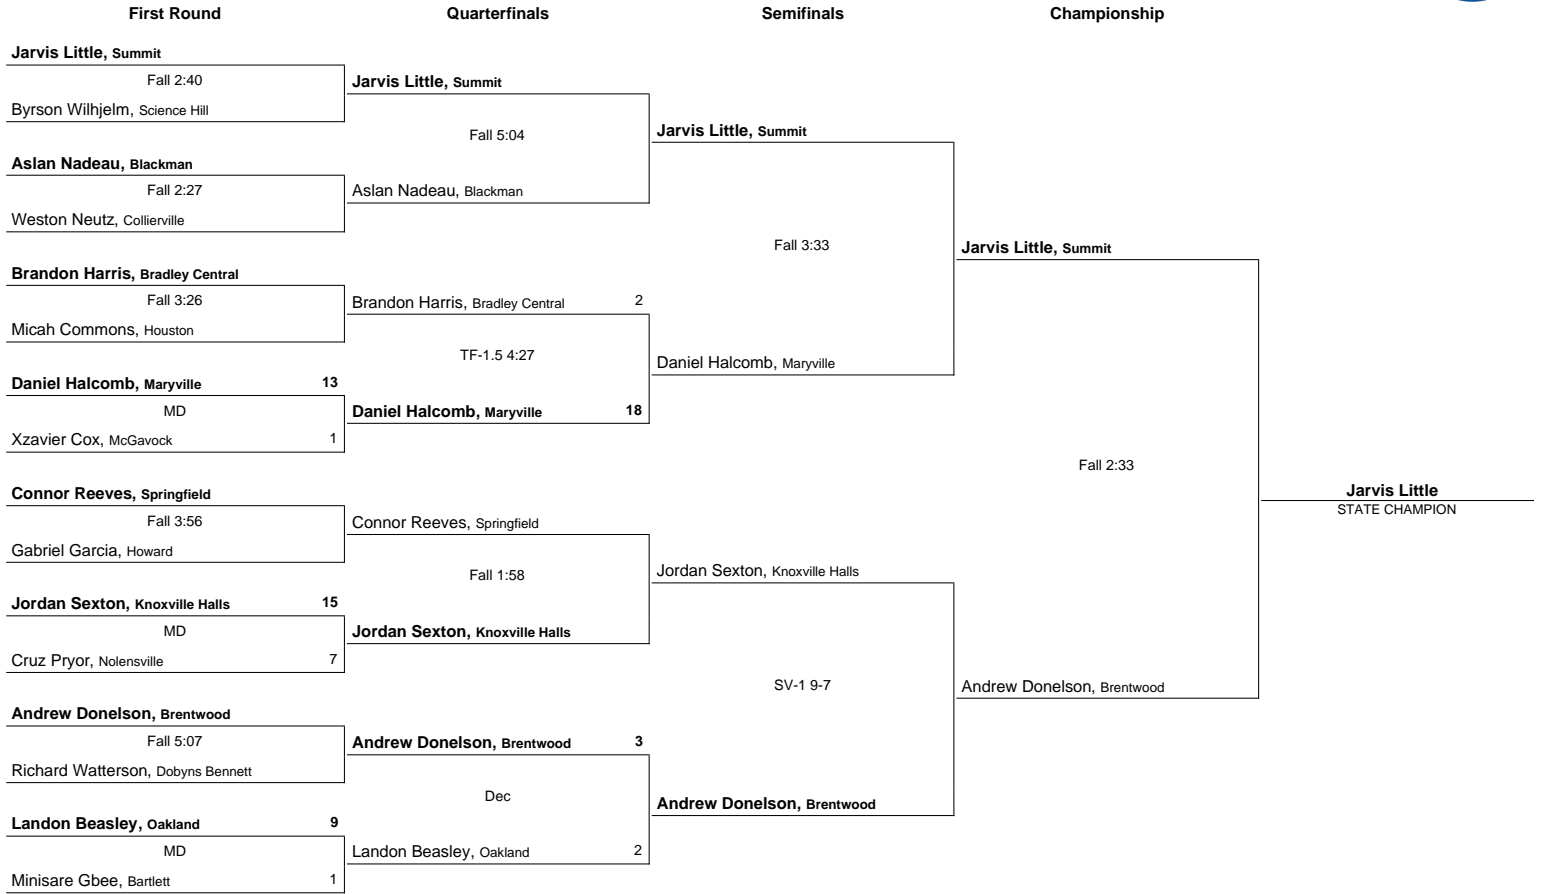 First Round Quarterfinals Semifinals Championship
Jarvis Little, Summit
Fall 2:40
Byrson Wilhjelm, Science Hill
Aslan Nadeau, Blackman
Fall 2:27
Weston Neutz, Collierville
Brandon Harris, Bradley Central
Fall 3:26
Micah Commons, Houston
Daniel Halcomb, Maryville 13
MD
Xzavier Cox, McGavock 1
Connor Reeves, Springfield
Fall 3:56
Gabriel Garcia, Howard
Jordan Sexton, Knoxville Halls 15
MD
Cruz Pryor, Nolensville 7
Andrew Donelson, Brentwood
Fall 5:07
Richard Watterson, Dobyns Bennett
Landon Beasley, Oakland 9
MD
Minisare Gbee, Bartlett 1
Jarvis Little, Summit
Fall 5:04
Aslan Nadeau, Blackman
Brandon Harris, Bradley Central 2
TF-1.5 4:27
Daniel Halcomb, Maryville 18
Connor Reeves, Springfield
Fall 1:58
Jordan Sexton, Knoxville Halls
Andrew Donelson, Brentwood 3
Dec
Landon Beasley, Oakland 2
Jarvis Little, Summit
Fall 3:33
Daniel Halcomb, Maryville
Jordan Sexton, Knoxville Halls
SV-1 9-7
Andrew Donelson, Brentwood
Jarvis Little, Summit
Fall 2:33
Andrew Donelson, Brentwood
Jarvis Little
STATE CHAMPION